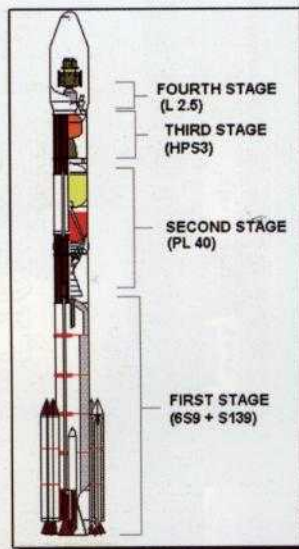 FOURTH STAGE
(L 2.5)
THIRD STAGE
(HPS3)
SECOND STAGE
(PL 40)
FIRST STAGE
(6S9 + S139)